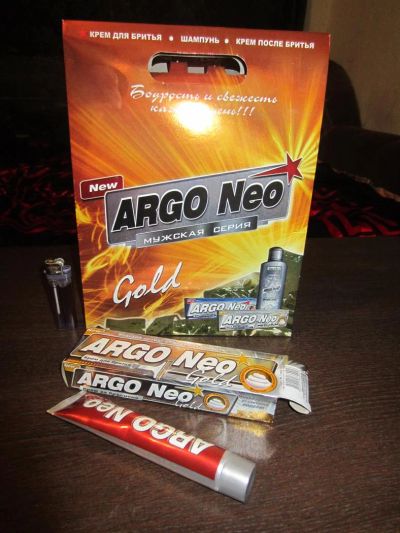 ★ КРЕМ ДЛЯ БРИТЬЯ • ШАМПУНЬ • КРЕМ ПОСЛЕ БРИТЬЯ
Бодрость и свежесть
New
ARGO Neo
МУЖСКАЯ СЕРИЯ
Gold
ARGO Neo
ARGO Neo
ARGO Neo
Gold
ARGO Neo
Gold
ARGO Neo